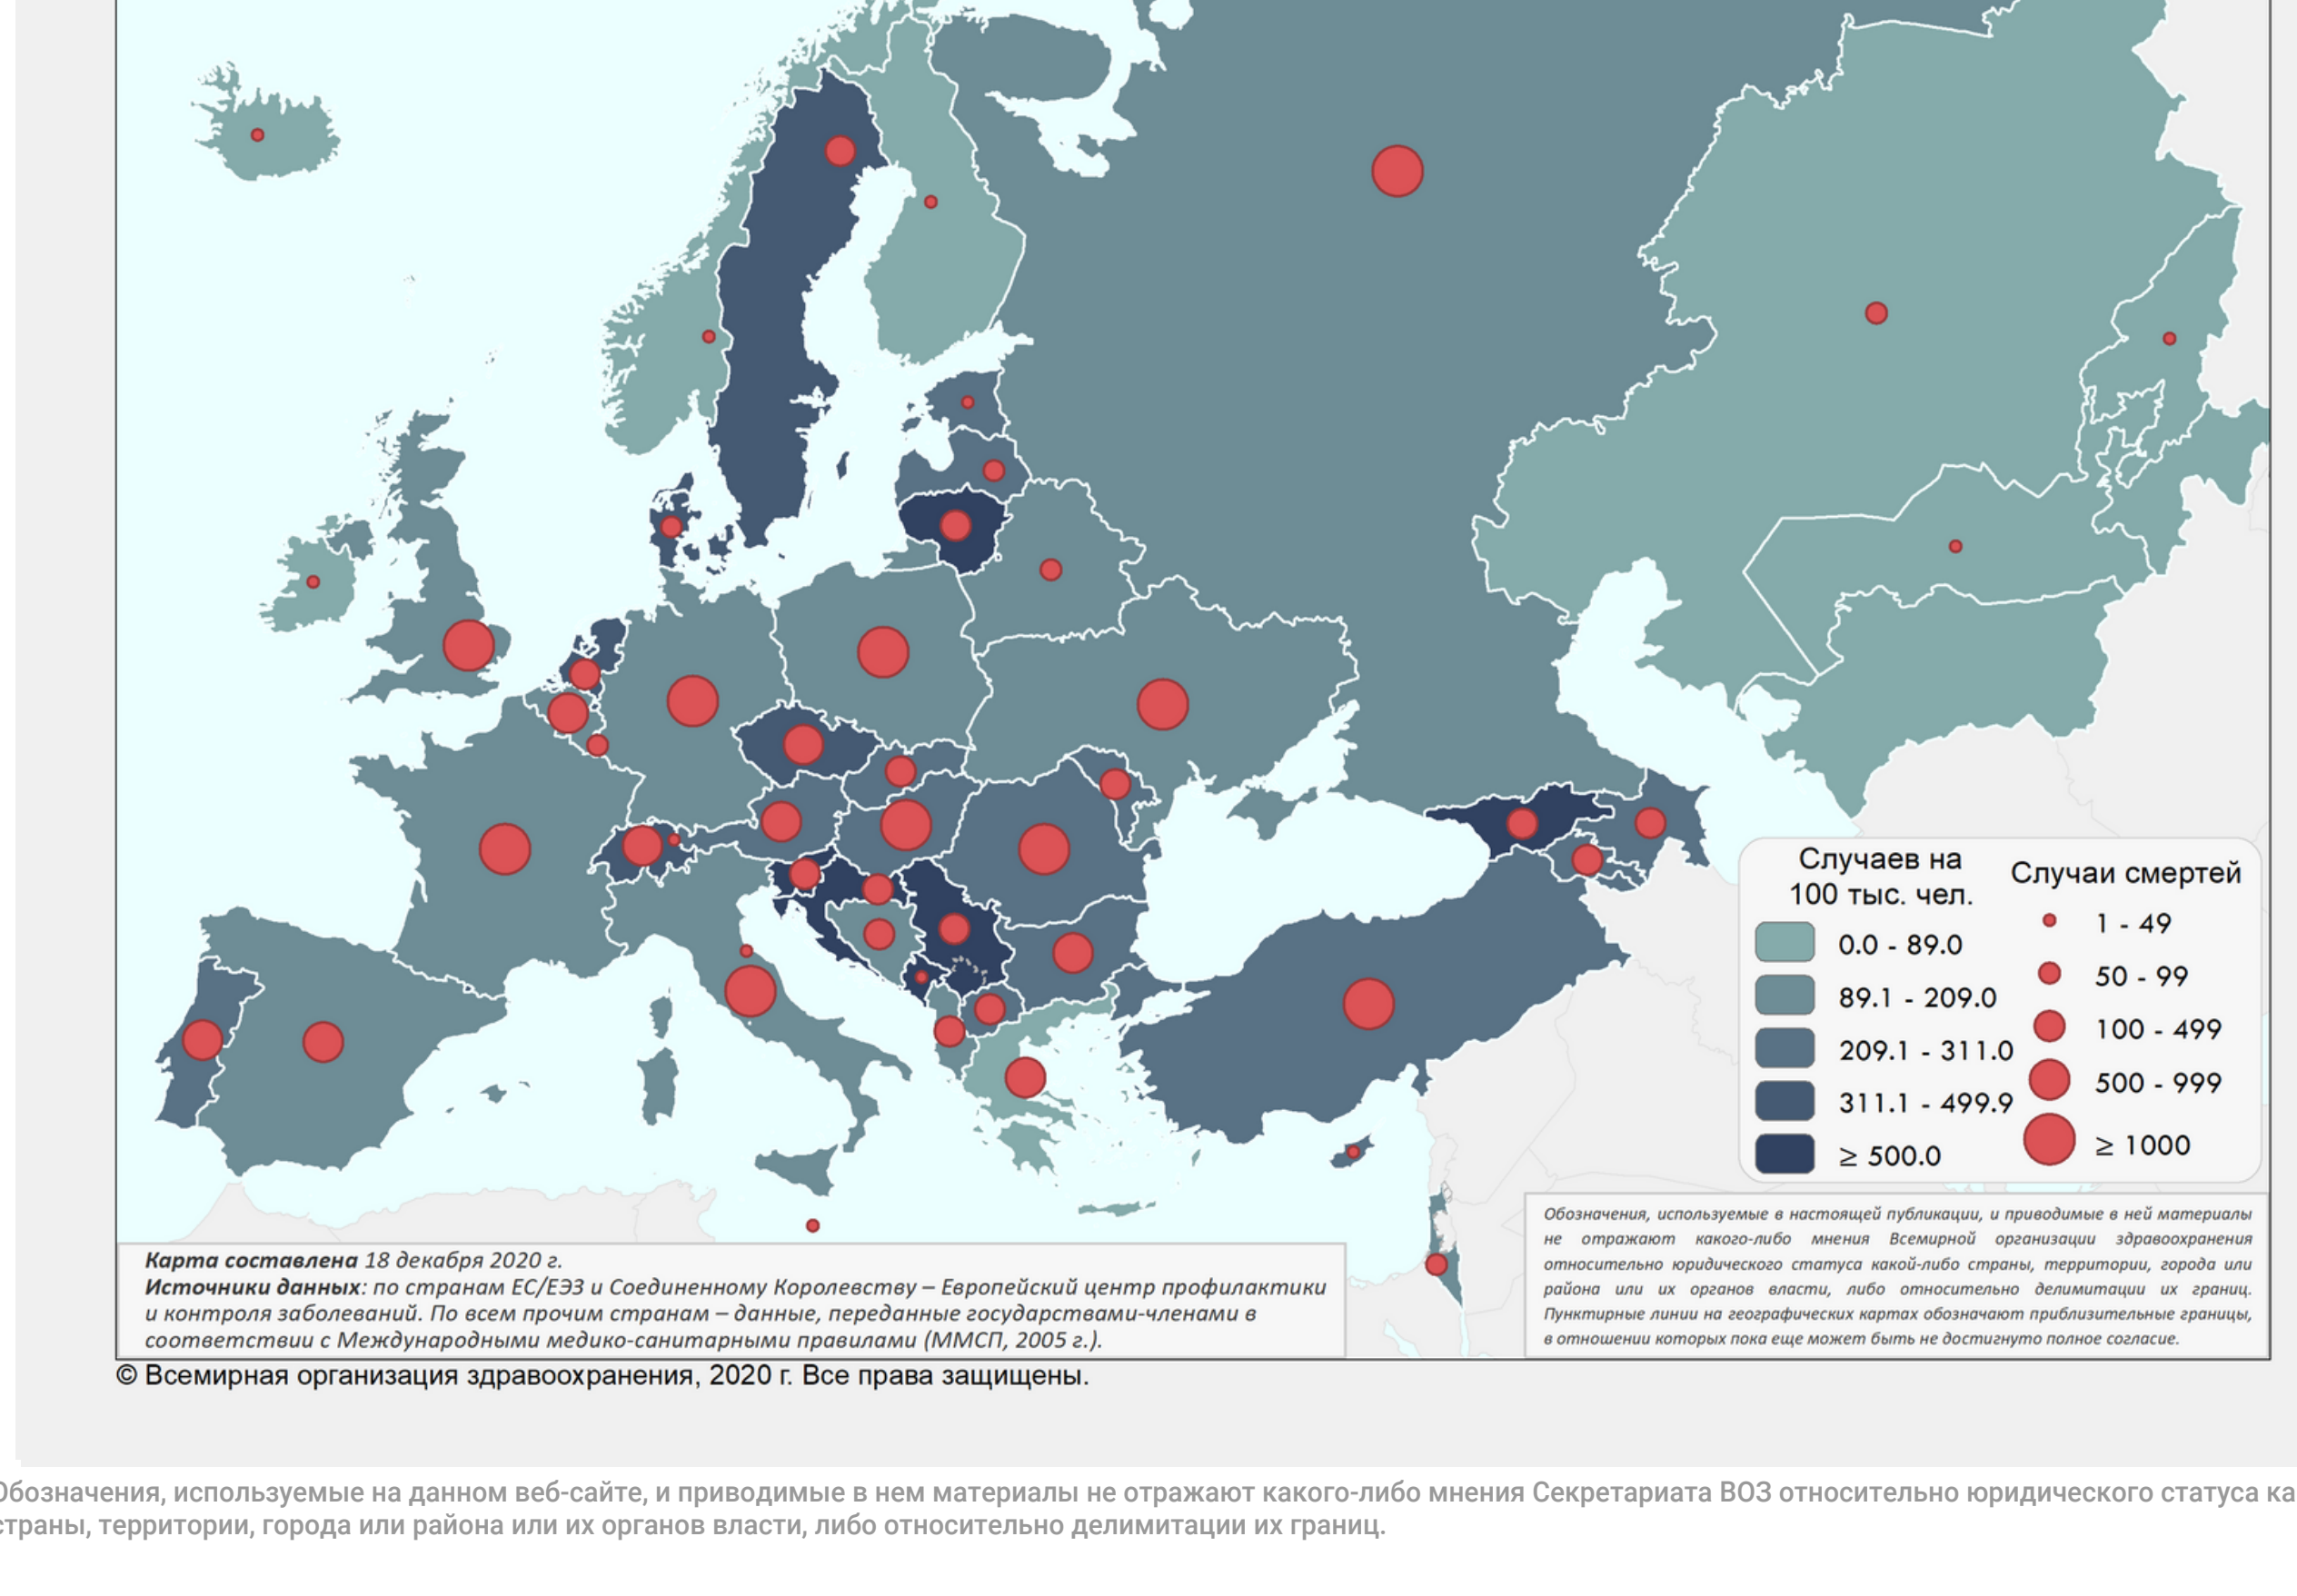 Случаев на
100 тыс. чел.
0.0 - 89.0
89.1 - 209.0
209.1 - 311.0
311.1 - 499.9
≥ 500.0
Случаи смертей
1 - 49
50 - 99
100 - 499
500 - 999
≥ 1000
Обозначения, используемые в настоящей публикации, и приводимые в ней материалы
не отражают какого-либо мнения Всемирной организации здравоохранения
относительно юридического статуса какой-либо страны, территории, города или
района или их органов власти, либо относительно делимитации их границ.
Пунктирные линии на географических картах обозначают приблизительные границы,
в отношении которых пока еще может быть не достигнуто полное согласие.
Карта составлена 18 декабря 2020 г.
Источники данных: по странам ЕС/ЕЭЗ и Соединенному Королевству – Европейский центр профилактики
и контроля заболеваний. По всем прочим странам – данные, переданные государствами-членами в
соответствии с Международными медико-санитарными правилами (ММСП, 2005 г.).
© Всемирная организация здравоохранения, 2020 г. Все права защищены.
Обозначения, используемые на данном веб-сайте, и приводимые в нем материалы не отражают какого-либо мнения Секретариата ВОЗ относительно юридического статуса ка
страны, территории, города или района или их органов власти, либо относительно делимитации их границ.